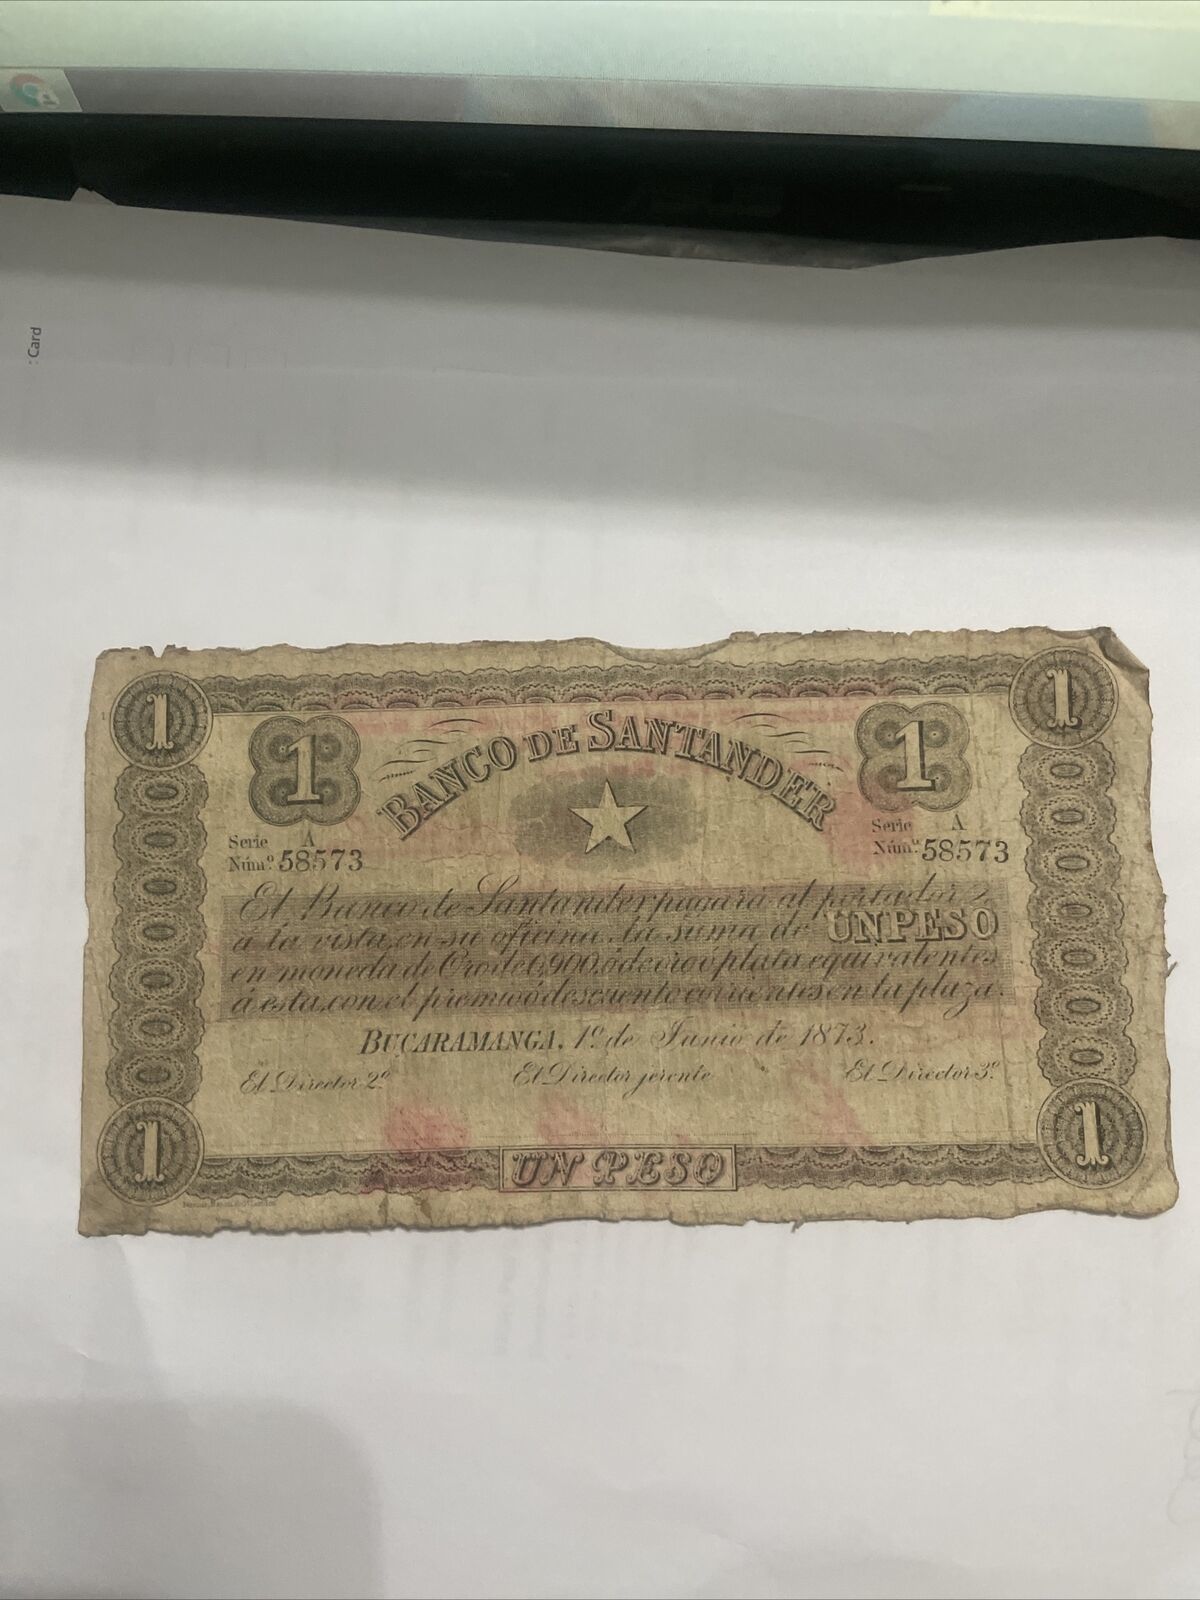 : Card
1
1
1
1
BANCO DE SANTANDER
Serie A
Núm.º 58573
Serie A
Núm.º 58573
El Banco de Santander pagará al portador
a la vista, en su oficina, la suma de UN PESO
en moneda de Oro de 0,900, ó de oro v plata equivalentes
á esta, con el premio ó descuento corrientes en la plaza.
BUCARAMANGA, 1º de Junio de 1873.
El Director 2º
El Director jerente
El Director 3º
1
UN PESO
1